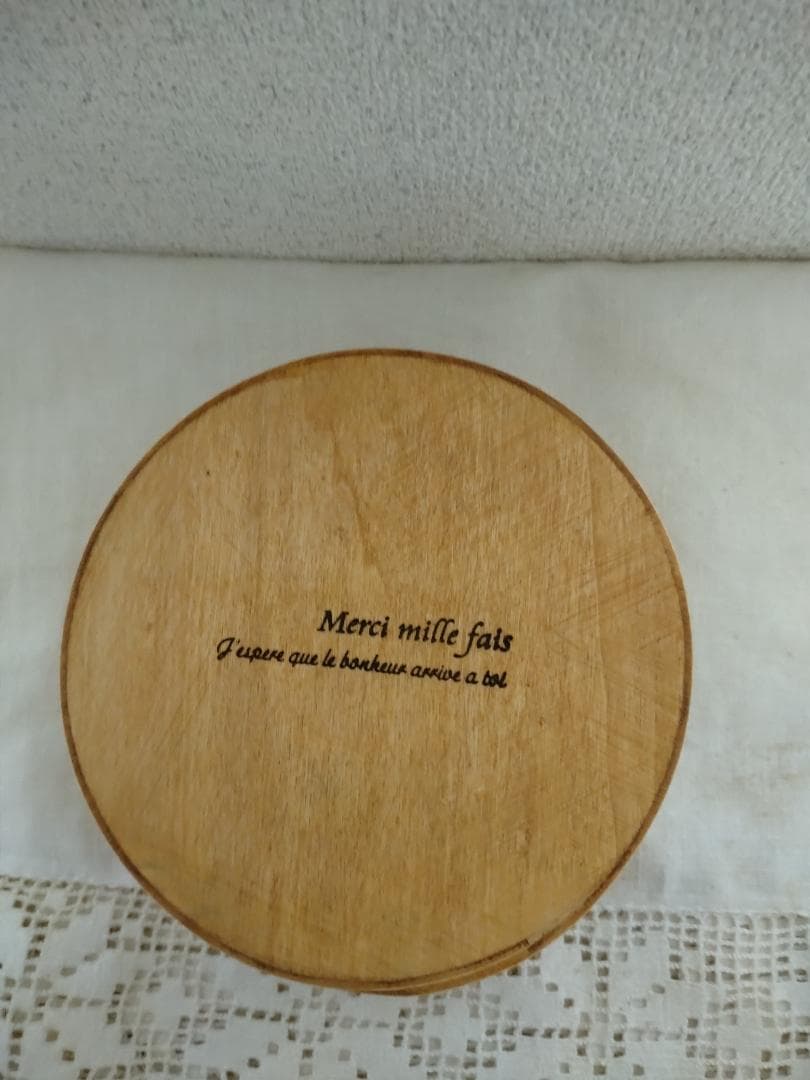 Merci mille fais
J'espere que le bonheur arrive a toi